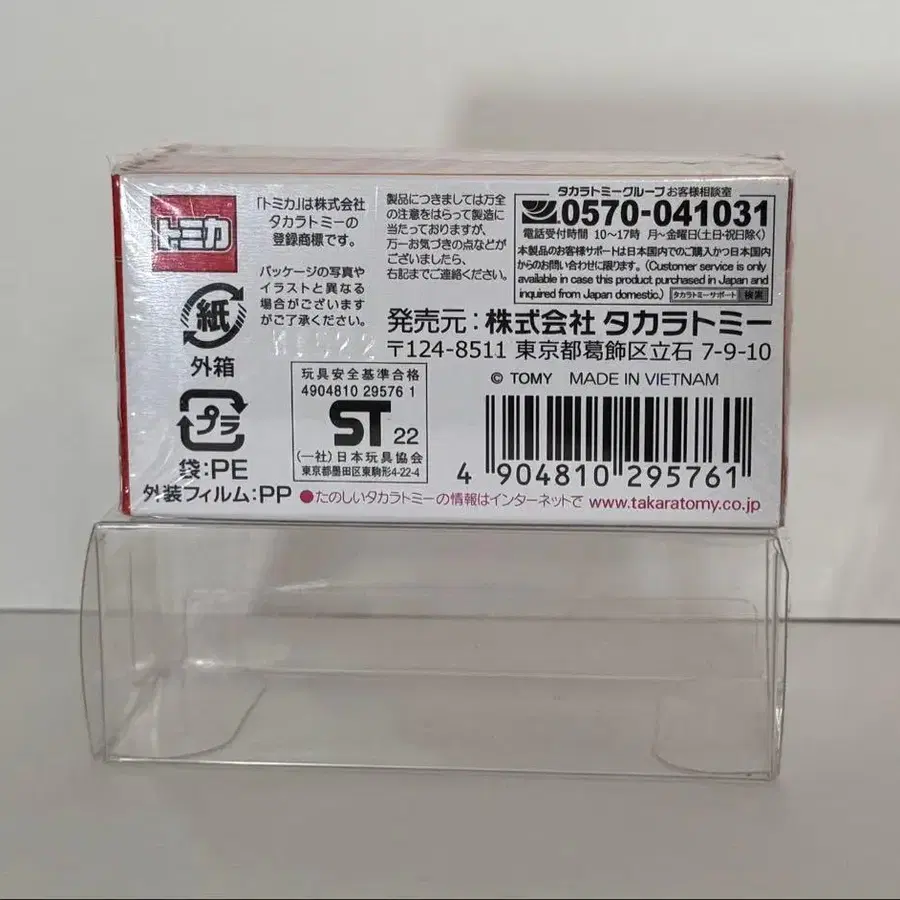 トミカ
「トミカ」は株式会社
タカラトミーの
登録商標です。
パッケージの写真や
イラストと異なる
場合がございます
がご了承ください。
製品につきましては万全
の注意をはらって製造に
当たっておりますが、
万一お気づきの点などが
ございましたら、
右記までご連絡ください。
タカラトミーグループ お客様相談室
0570-041031
電話受付時間 10～17時 月～金曜日(土日・祝日除く)
本製品のお客様サポートは日本国内でのご購入かつ日本国内
からのお問い合わせに限ります。(Customer service is only
available in case this product purchased in Japan and
inquired from Japan domestic.) タカラトミーサポート 検索
発売元：株式会社 タカラトミー
〒124-8511 東京都葛飾区立石 7-9-10
© TOMY MADE IN VIETNAM
紙
外箱
プラ
袋：PE
外装フィルム：PP
玩具安全基準合格
4904810 29576 1
ST 22
(一社)日本玩具協会
東京都墨田区東駒形4-22-4
4 904810 295761
●たのしいタカラトミーの情報はインターネットで www.takaratomy.co.jp